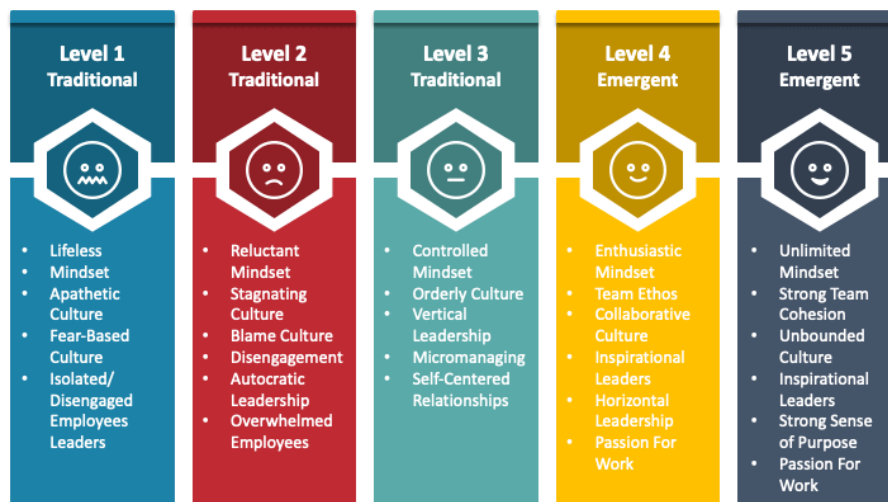 Level 1
Traditional
• Lifeless
• Mindset
• Apathetic
Culture
• Fear-Based
Culture
• Isolated/
Disengaged
Employees
Leaders
Level 2
Traditional
• Reluctant
Mindset
• Stagnating
Culture
• Blame Culture
• Disengagement
• Autocratic
Leadership
• Overwhelmed
Employees
Level 3
Traditional
• Controlled
Mindset
• Orderly Culture
• Vertical
Leadership
• Micromanaging
• Self-Centered
Relationships
Level 4
Emergent
• Enthusiastic
Mindset
• Team Ethos
• Collaborative
Culture
• Inspirational
Leaders
• Horizontal
Leadership
• Passion For
Work
Level 5
Emergent
• Unlimited
Mindset
• Strong Team
Cohesion
• Unbounded
Culture
• Inspirational
Leaders
• Strong Sense
of Purpose
• Passion For
Work